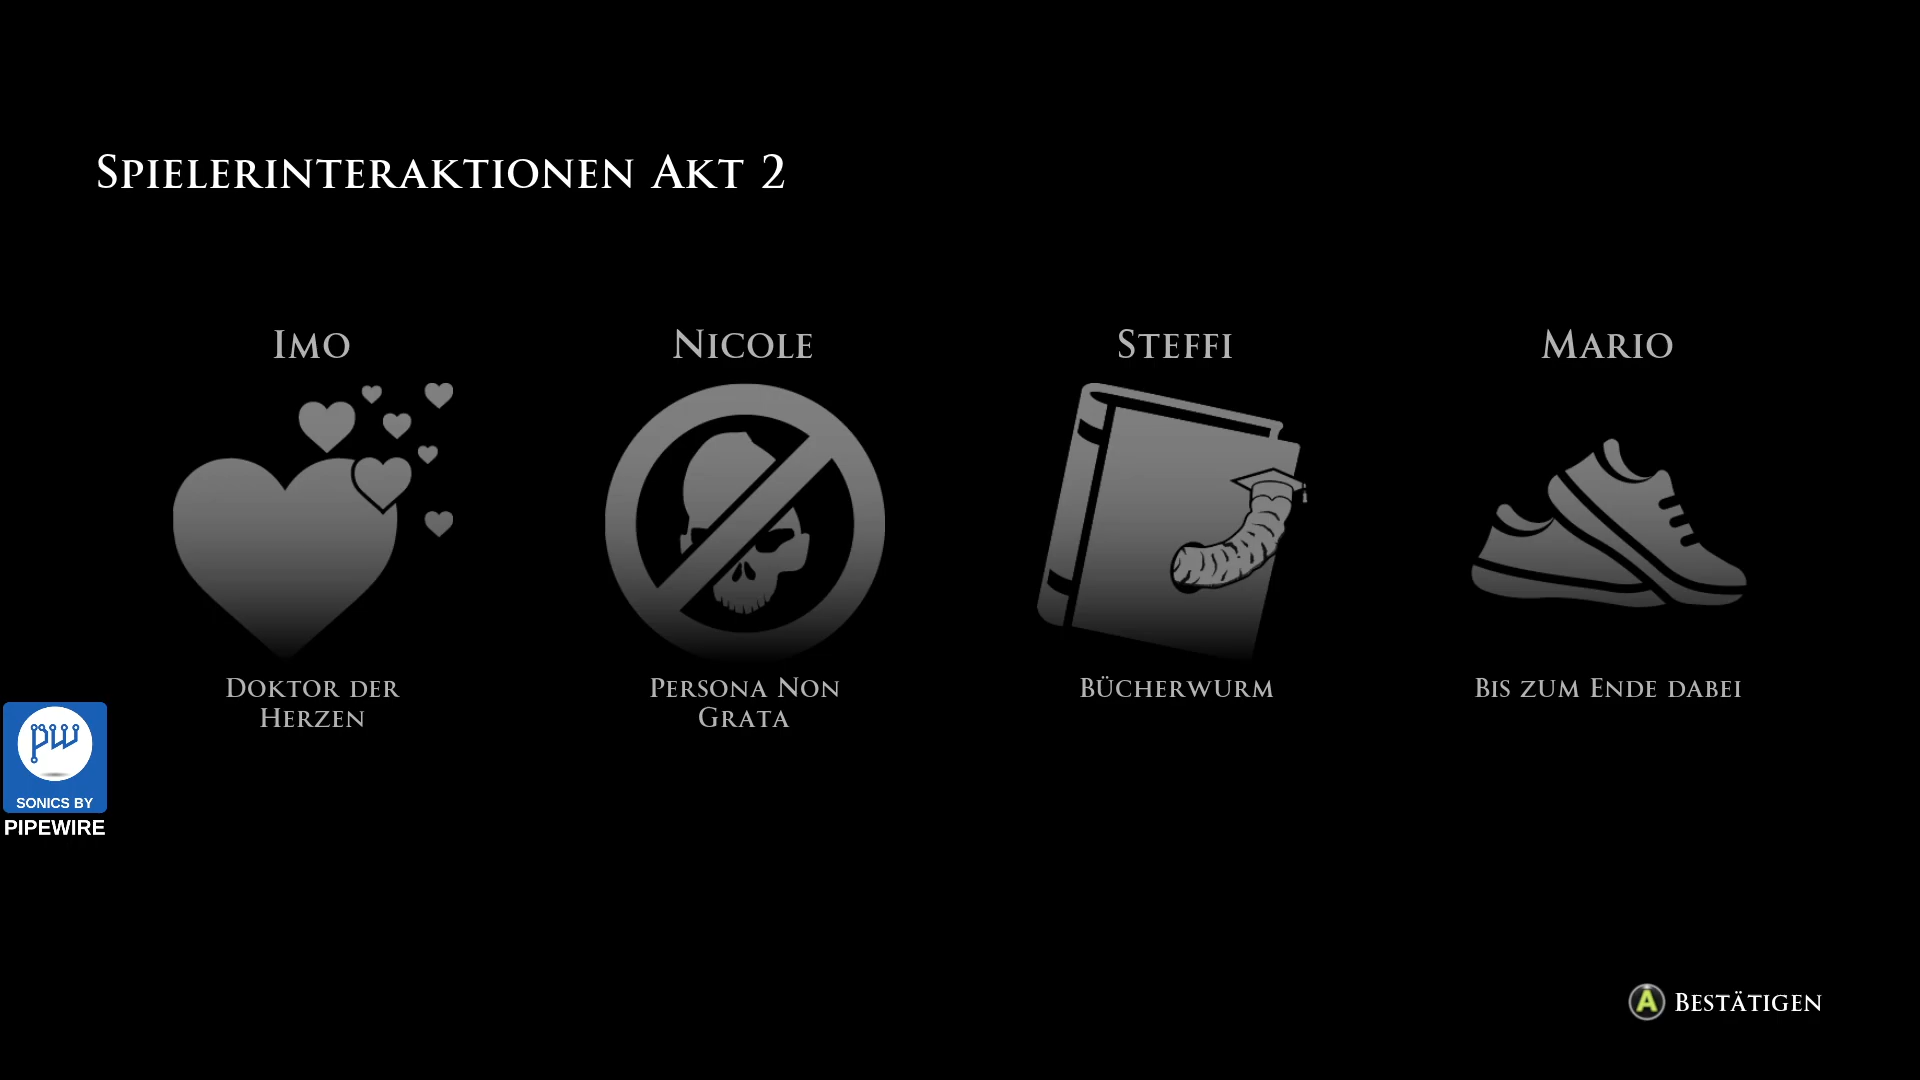 Spielerinteraktionen Akt 2
Imo
Nicole
Steffi
Mario
Doktor der
Herzen
Persona Non
Grata
Bücherwurm
Bis zum Ende dabei
pw
SONICS BY
PIPEWIRE
A Bestätigen